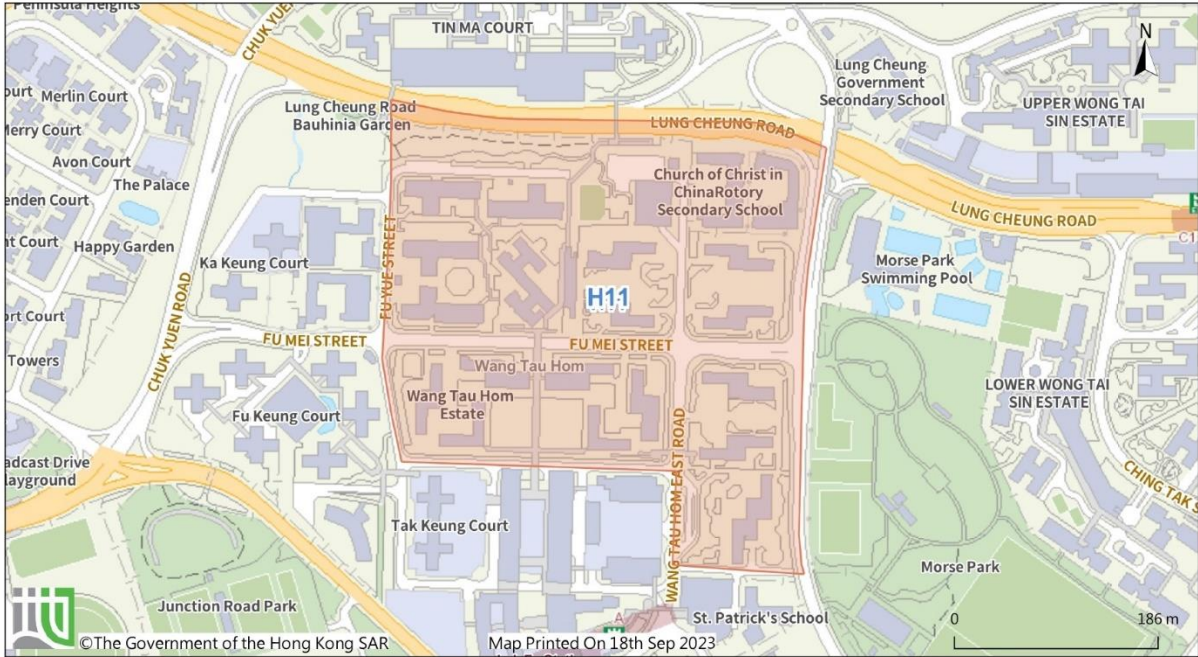 Peninsula Heights
CHUK YUEN
TIN MA COURT
N
Lung Cheung
Government
Secondary School
UPPER WONG TAI
SIN ESTATE
ourt
Merlin Court
Merry Court
Lung Cheung Road
Bauhinia Garden
LUNG CHEUNG ROAD
Avon Court
The Palace
enden Court
Church of Christ in
ChinaRotory
Secondary School
LUNG CHEUNG ROAD
C1
nt Court
Happy Garden
Ka Keung Court
FU YUE STREET
Morse Park
Swimming Pool
H11
ort Court
CHUK YUEN ROAD
Towers
FU MEI STREET
FU MEI STREET
Wang Tau Hom
Wang Tau Hom
Estate
LOWER WONG TAI
SIN ESTATE
Fu Keung Court
WANG TAU HOM EAST ROAD
adcast Drive
layground
CHING TAK S
Tak Keung Court
Morse Park
Junction Road Park
A
St. Patrick's School
0
186 m
©The Government of the Hong Kong SAR
Map Printed On 18th Sep 2023